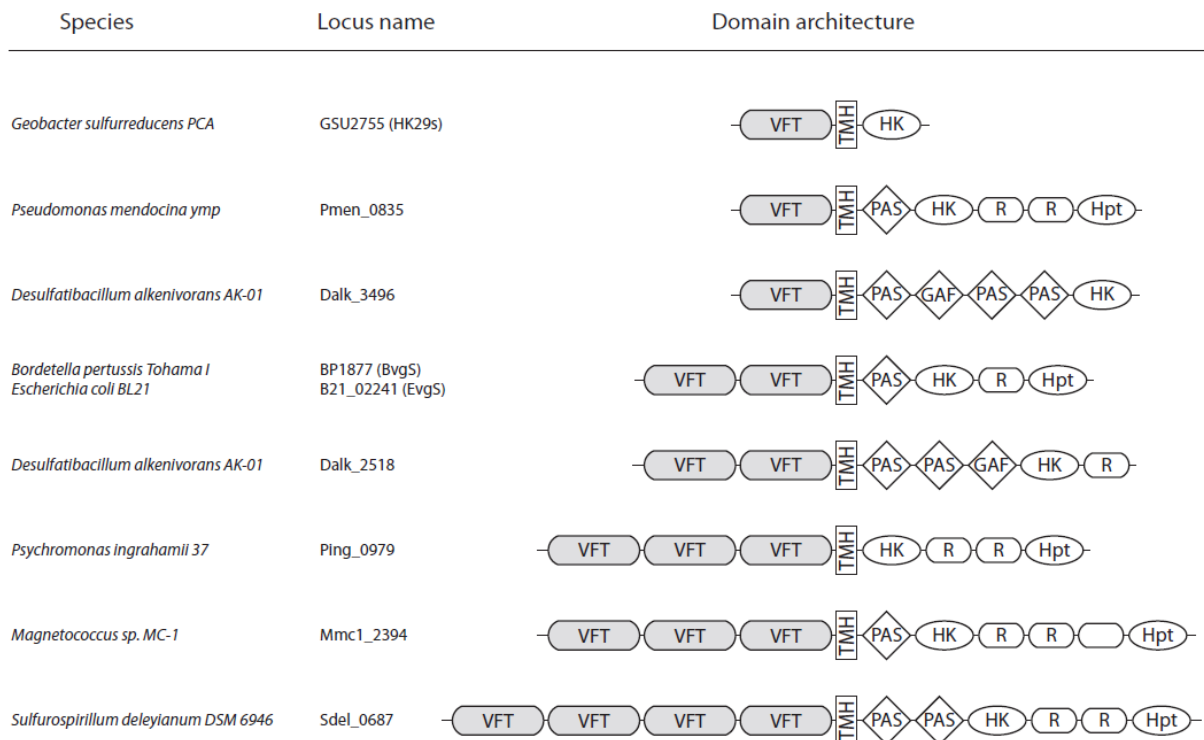 Species Locus name Domain architecture
Geobacter sulfurreducens PCA GSU2755 (HK29s) VFT TMH HK
Pseudomonas mendocina ymp Pmen_0835 VFT TMH PAS HK R R Hpt
Desulfatibacillum alkenivorans AK-01 Dalk_3496 VFT TMH PAS GAF PAS PAS HK
Bordetella pertussis Tohama I BP1877 (BvgS)
Escherichia coli BL21 B21_02241 (EvgS) VFT VFT TMH PAS HK R Hpt
Desulfatibacillum alkenivorans AK-01 Dalk_2518 VFT VFT TMH PAS PAS GAF HK R
Psychromonas ingrahamii 37 Ping_0979 VFT VFT VFT TMH HK R R Hpt
Magnetococcus sp. MC-1 Mmc1_2394 VFT VFT VFT TMH PAS HK R R Hpt
Sulfurospirillum deleyianum DSM 6946 Sdel_0687 VFT VFT VFT VFT TMH PAS PAS HK R R Hpt